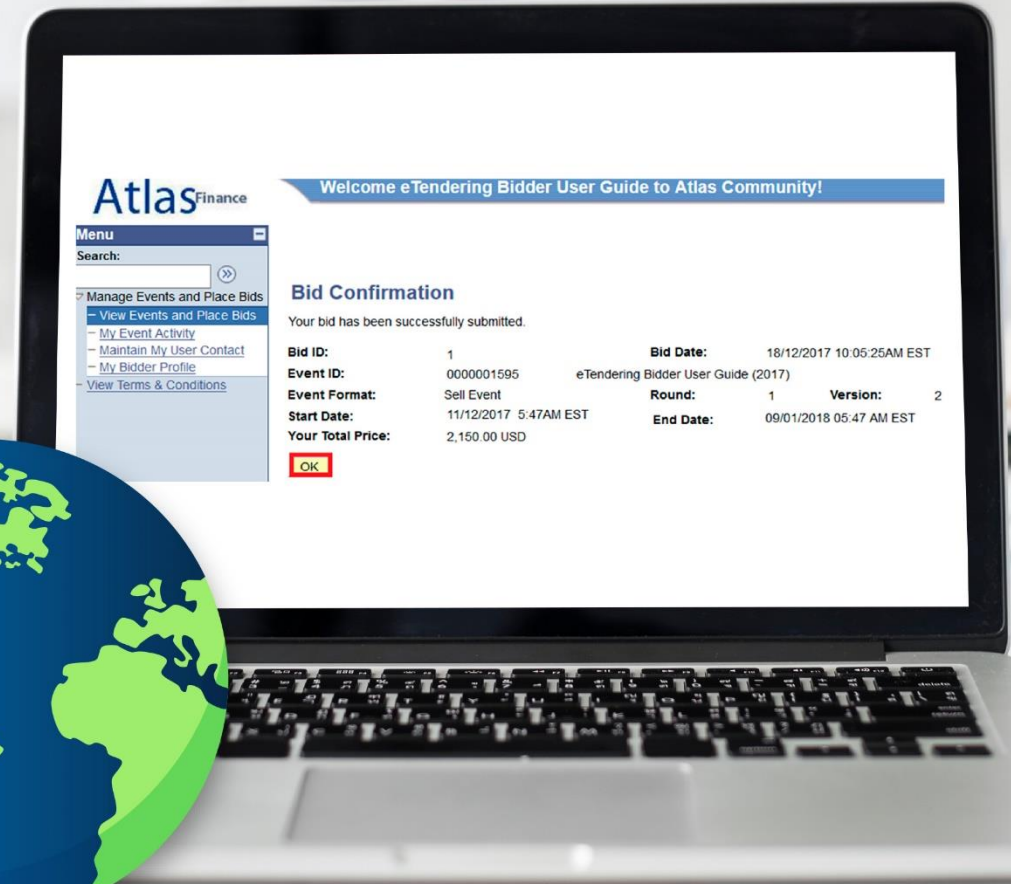 Atlas Finance
Welcome eTendering Bidder User Guide to Atlas Community!
Menu
Search:
Manage Events and Place Bids
View Events and Place Bids
My Event Activity
Maintain My User Contact
My Bidder Profile
View Terms & Conditions
Bid Confirmation
Your bid has been successfully submitted.
Bid ID: 1 Bid Date: 18/12/2017 10:05:25AM EST
Event ID: 0000001595 eTendering Bidder User Guide (2017)
Event Format: Sell Event Round: 1 Version: 2
Start Date: 11/12/2017 5:47AM EST End Date: 09/01/2018 05:47 AM EST
Your Total Price: 2,150.00 USD
OK
delete